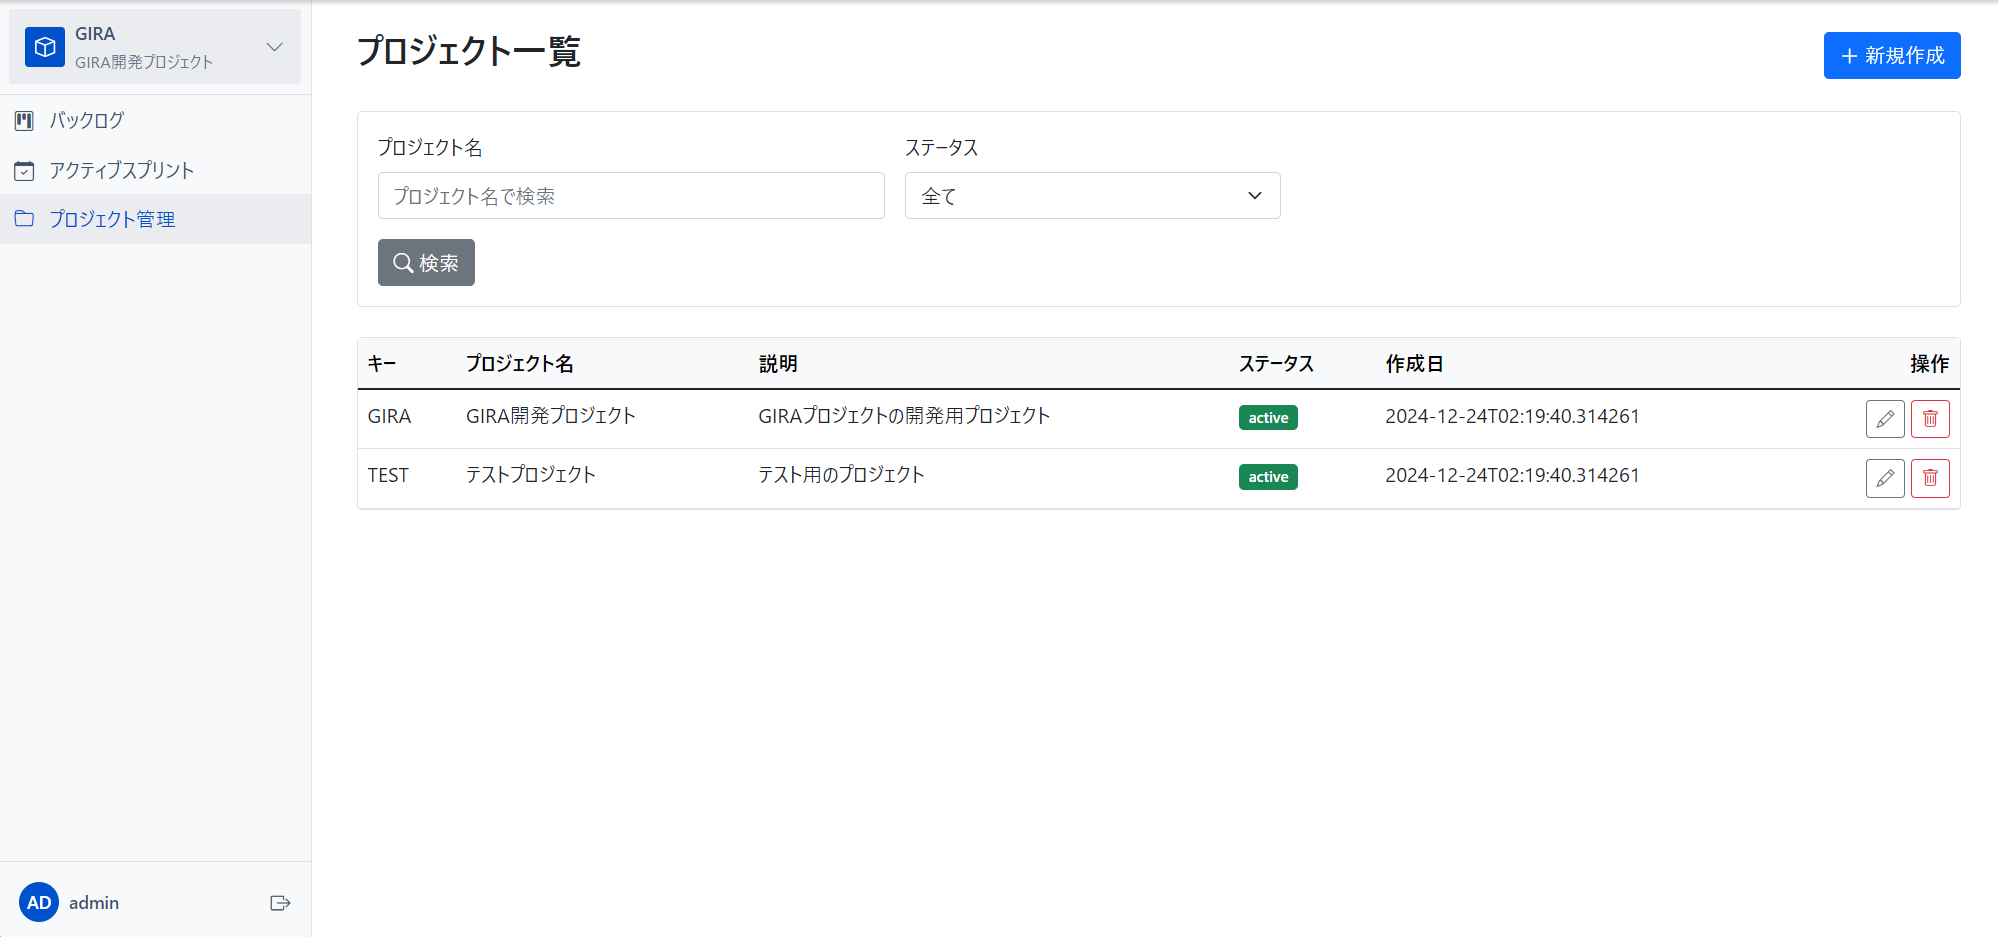 GIRA
GIRA開発プロジェクト
バックログ
アクティブスプリント
プロジェクト管理
AD admin
プロジェクト一覧
新規作成
プロジェクト名 ステータス
プロジェクト名で検索 全て
検索
キー プロジェクト名 説明 ステータス 作成日 操作
GIRA GIRA開発プロジェクト GIRAプロジェクトの開発用プロジェクト active 2024-12-24T02:19:40.314261
TEST テストプロジェクト テスト用のプロジェクト active 2024-12-24T02:19:40.314261